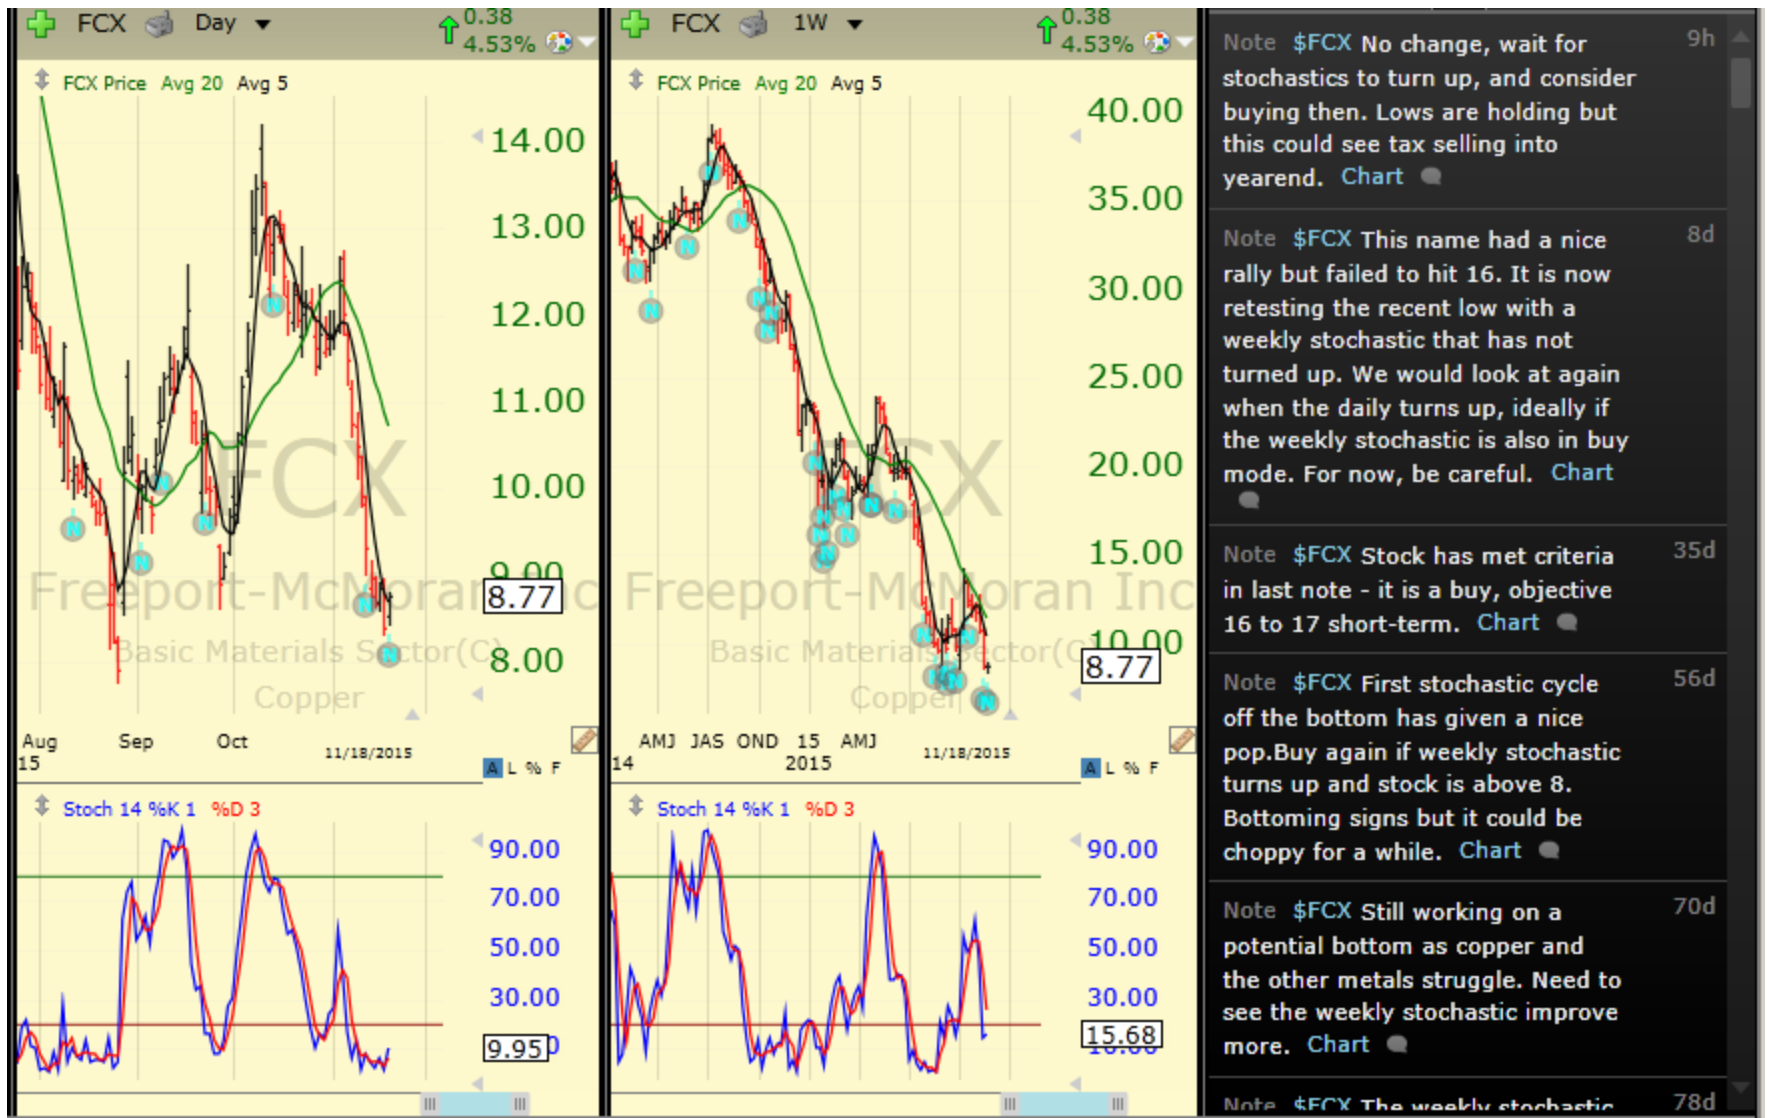 FCX Day
0.38
4.53%
FCX Price Avg 20 Avg 5
14.00
13.00
12.00
11.00
10.00
9.00
8.77
8.00
FCX
Freeport-McMoran Inc
Basic Materials Sector(C)
Copper
N
N
N
N
N
N
N
Aug Sep Oct 11/18/2015
15
A L % F
Stoch 14 %K 1 %D 3
90.00
70.00
50.00
30.00
9.95
FCX 1W
0.38
4.53%
FCX Price Avg 20 Avg 5
40.00
35.00
30.00
25.00
20.00
15.00
10.00
8.77
FCX
Freeport-McMoran Inc
Basic Materials Sector(C)
Copper
AMJ JAS OND 15 AMJ 11/18/2015
14 2015
A L % F
Stoch 14 %K 1 %D 3
90.00
70.00
50.00
30.00
15.68
10.00
Note $FCX No change, wait for 9h
stochastics to turn up, and consider
buying then. Lows are holding but
this could see tax selling into
yearend. Chart
Note $FCX This name had a nice 8d
rally but failed to hit 16. It is now
retesting the recent low with a
weekly stochastic that has not
turned up. We would look at again
when the daily turns up, ideally if
the weekly stochastic is also in buy
mode. For now, be careful. Chart
Note $FCX Stock has met criteria 35d
in last note - it is a buy, objective
16 to 17 short-term. Chart
Note $FCX First stochastic cycle 56d
off the bottom has given a nice
pop.Buy again if weekly stochastic
turns up and stock is above 8.
Bottoming signs but it could be
choppy for a while. Chart
Note $FCX Still working on a 70d
potential bottom as copper and
the other metals struggle. Need to
see the weekly stochastic improve
more. Chart
Note $FCX The weekly stochastic 78d